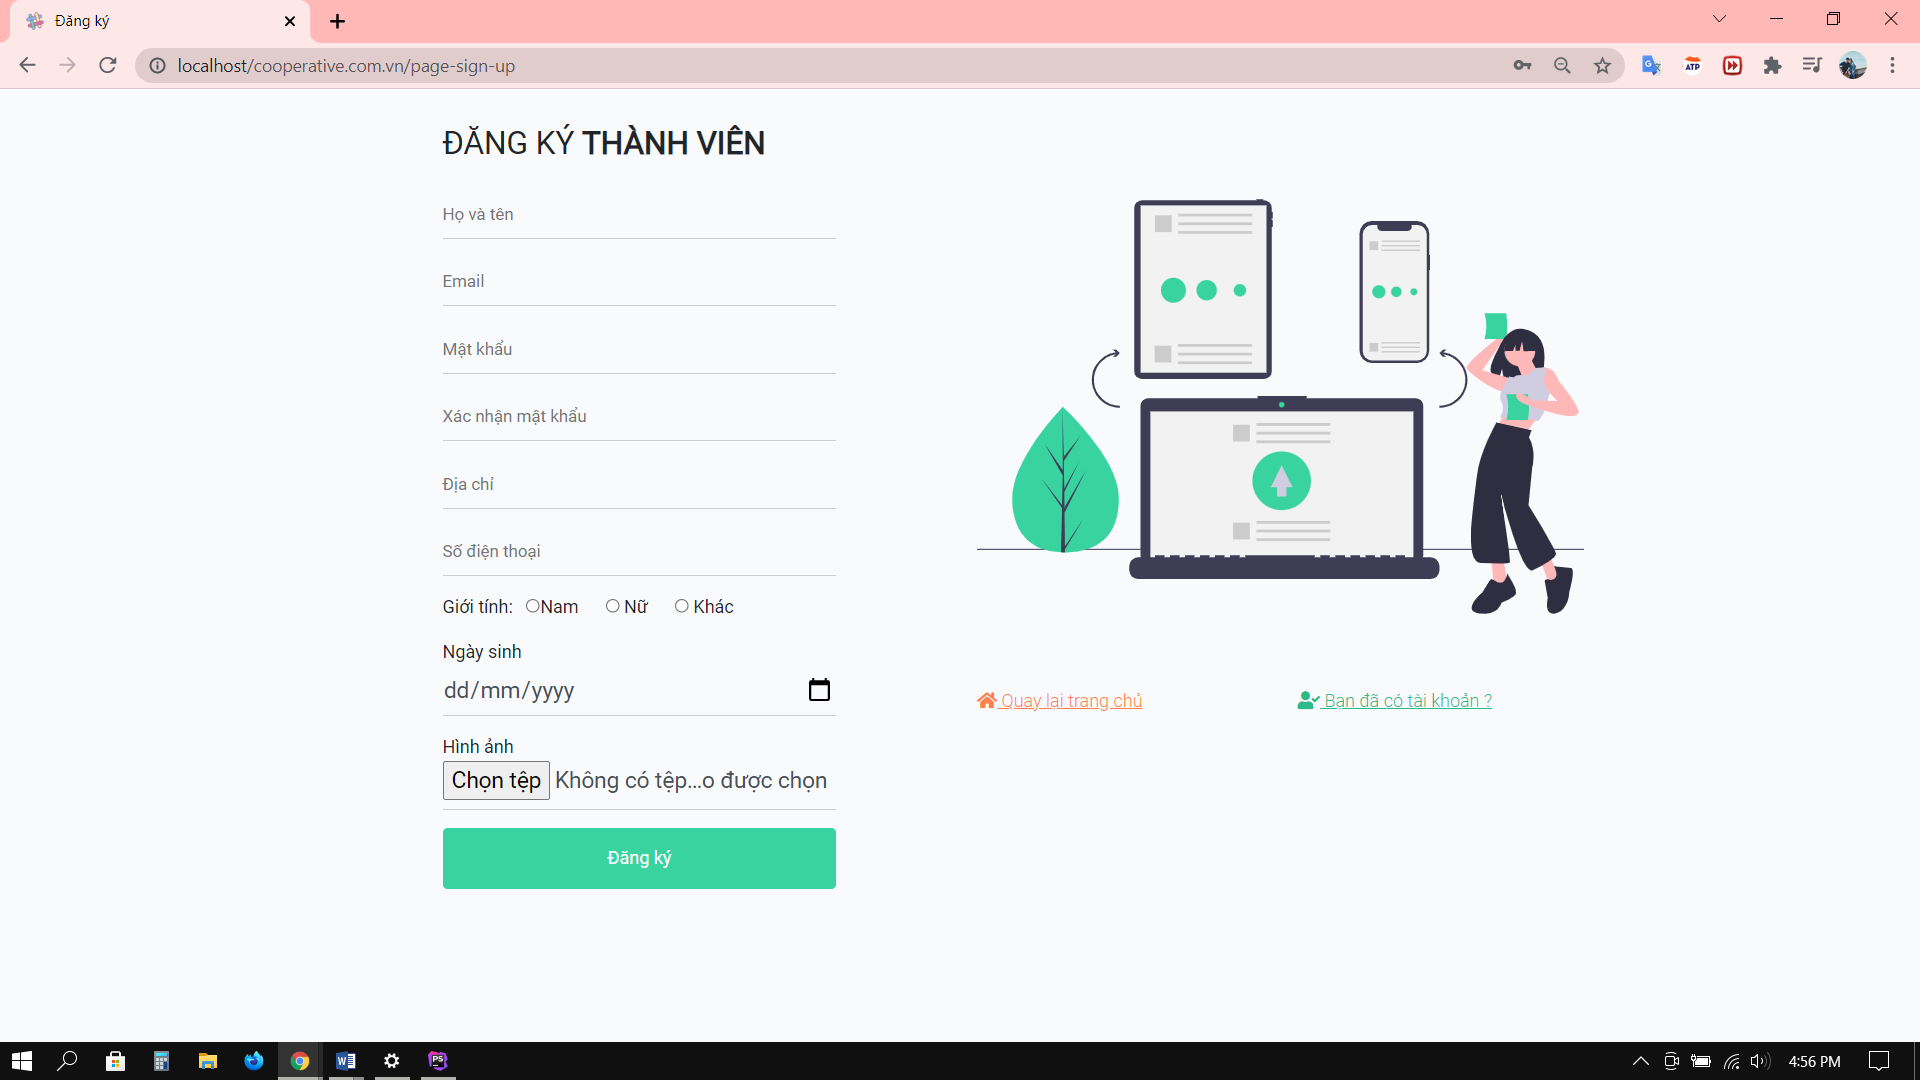 Đăng ký
localhost/cooperative.com.vn/page-sign-up
ATP
ĐĂNG KÝ THÀNH VIÊN
Họ và tên
Email
Mật khẩu
Xác nhận mật khẩu
Địa chỉ
Số điện thoại
Giới tính: Nam Nữ Khác
Ngày sinh
dd/mm/yyyy
Hình ảnh
Chọn tệp Không có tệp...o được chọn
Đăng ký
Quay lại trang chủ
Bạn đã có tài khoản ?
4:56 PM